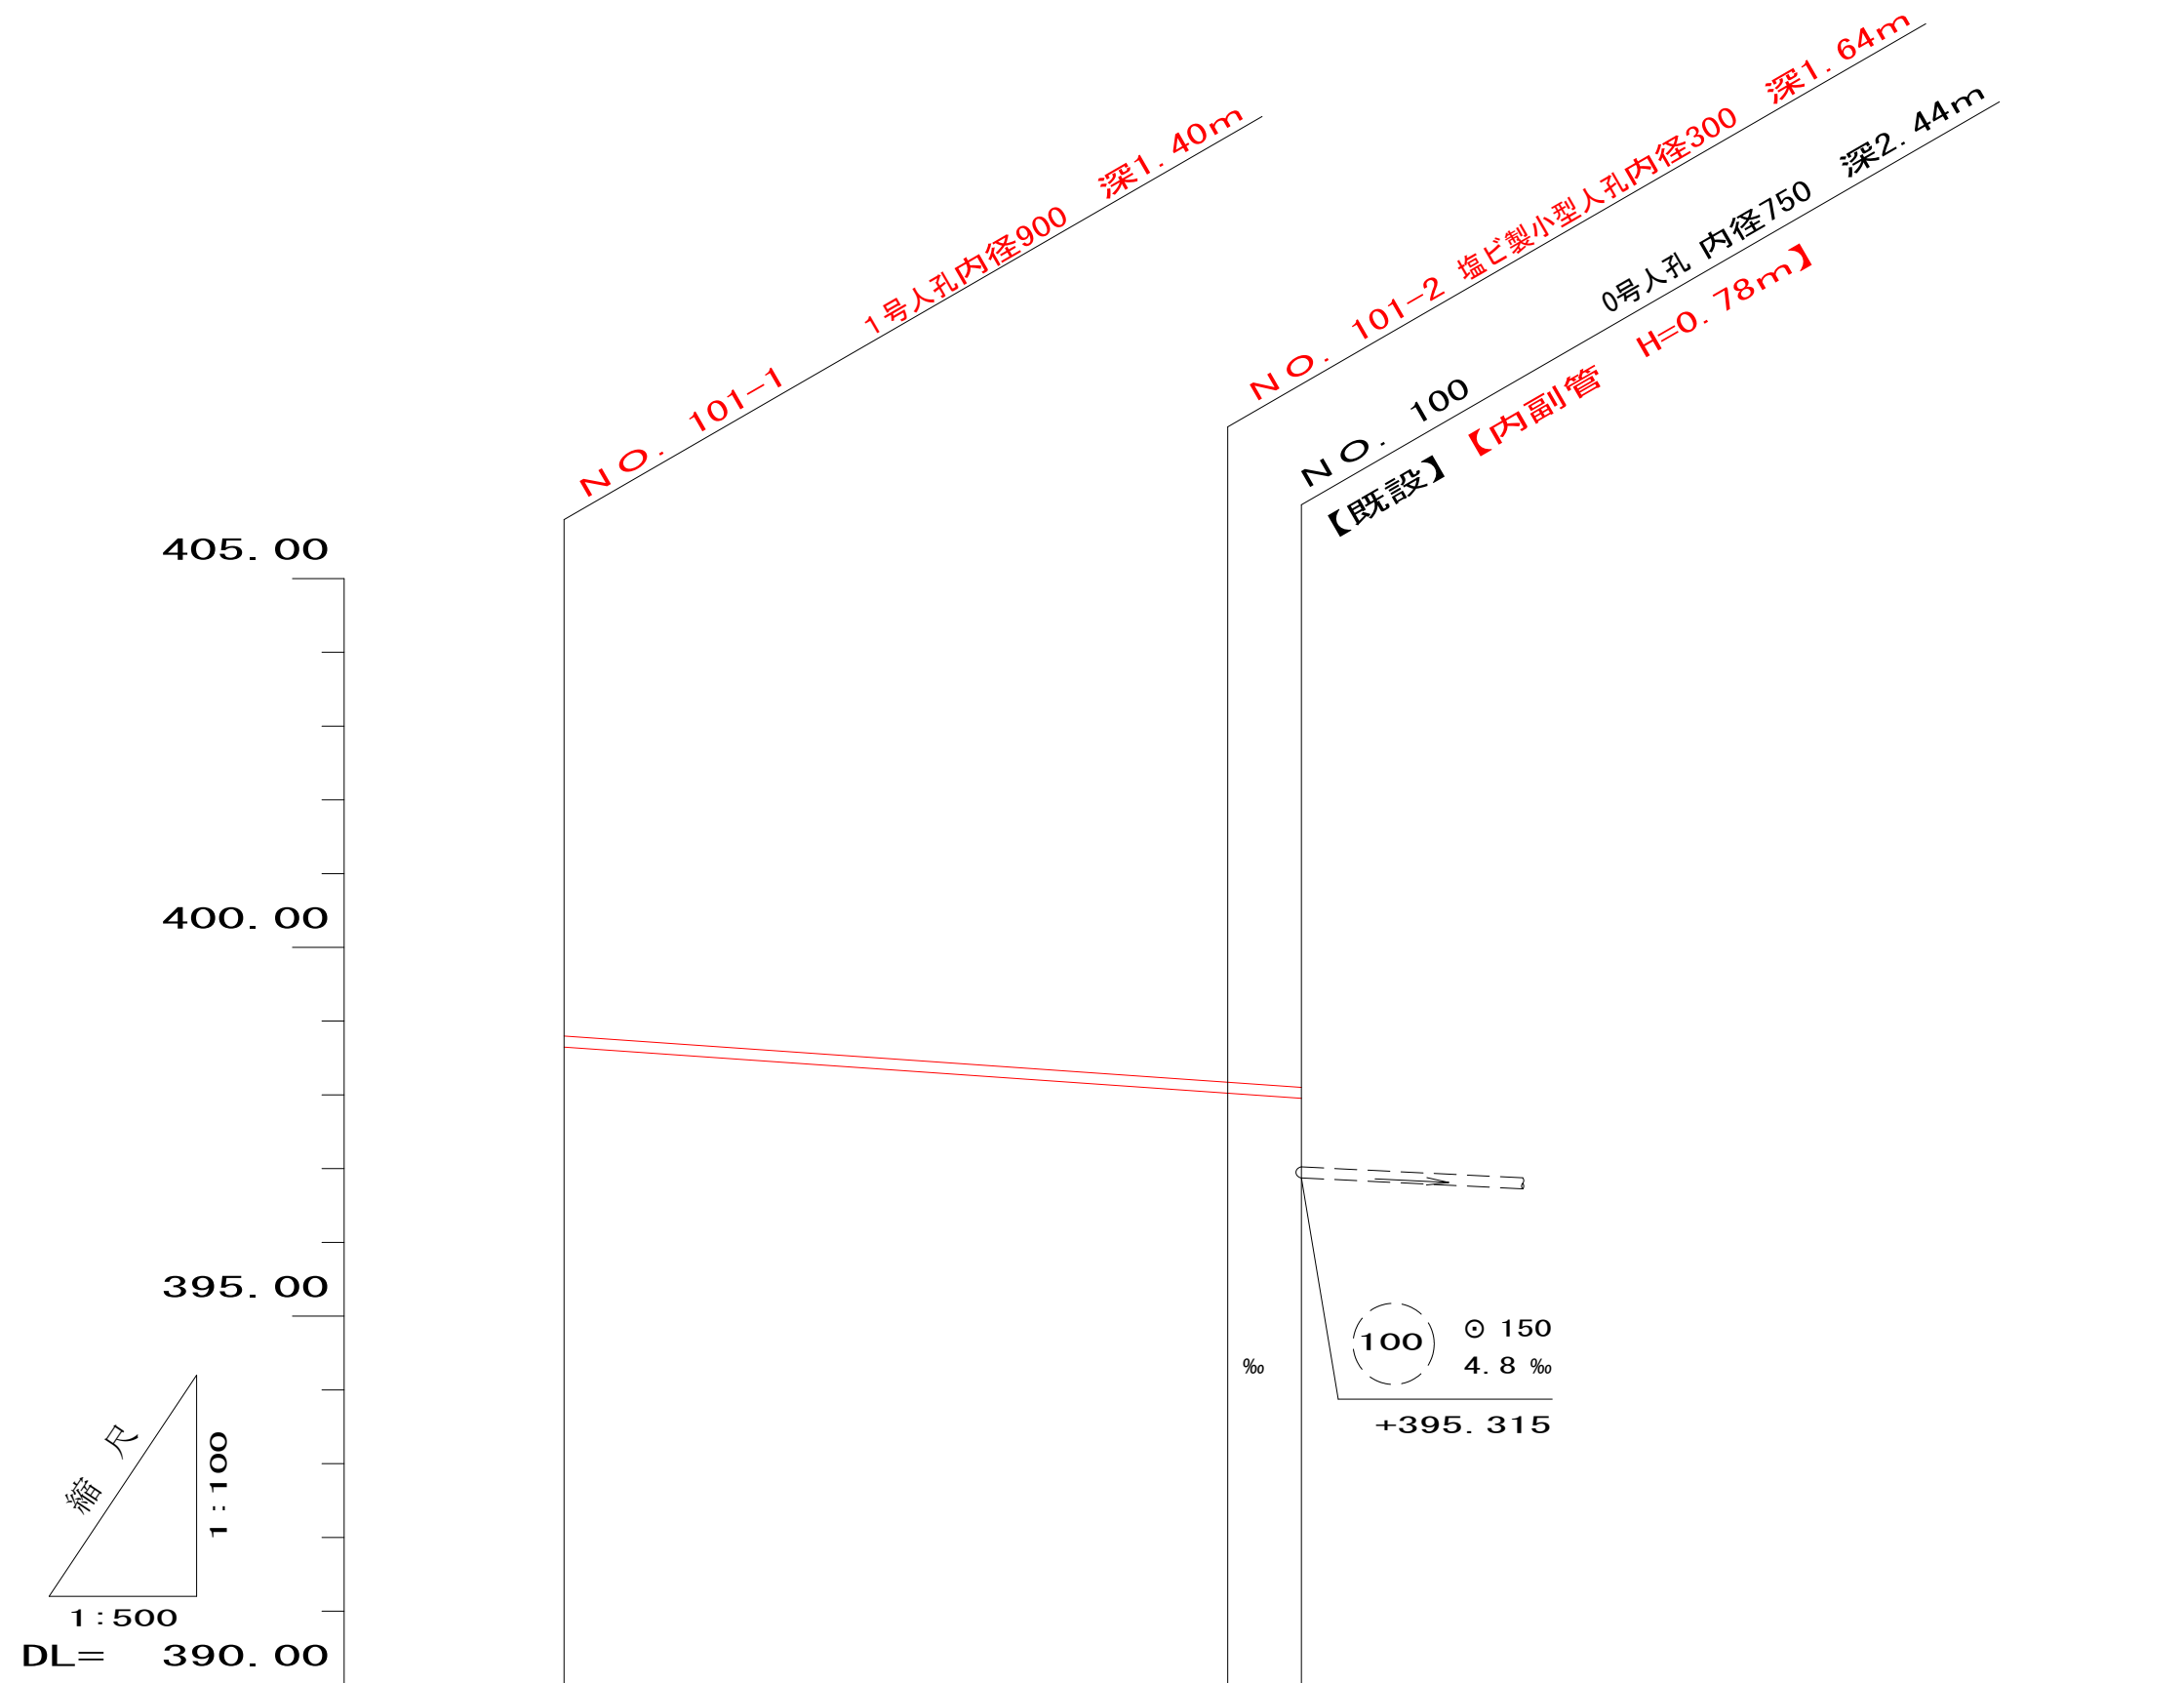 NO. 101-1 1号人孔内径900 深1.40m
NO. 101-2 塩ビ製小型人孔内径300 深1.64m
NO. 100 0号人孔 内径750 深2.44m
【既設】【内副管 H=0.78m】
405.00
400.00
395.00
⊙ 150
100
4.8 ‰
‰
+395.315
縮 尺
1:100
1:500
DL= 390.00